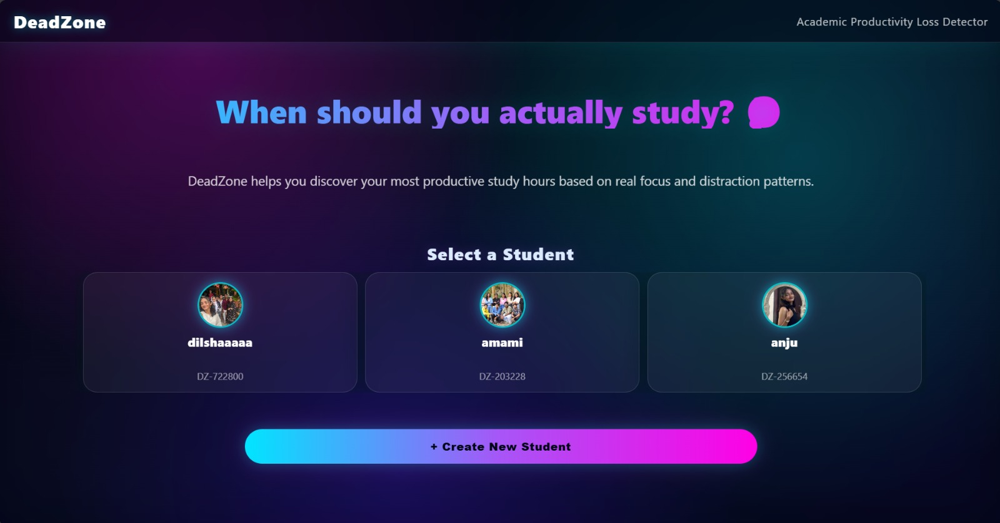 DeadZone
Academic Productivity Loss Detector
When should you actually study?
DeadZone helps you discover your most productive study hours based on real focus and distraction patterns.
Select a Student
dilshaaaaa
DZ-722800
amami
DZ-203228
anju
DZ-256654
+ Create New Student